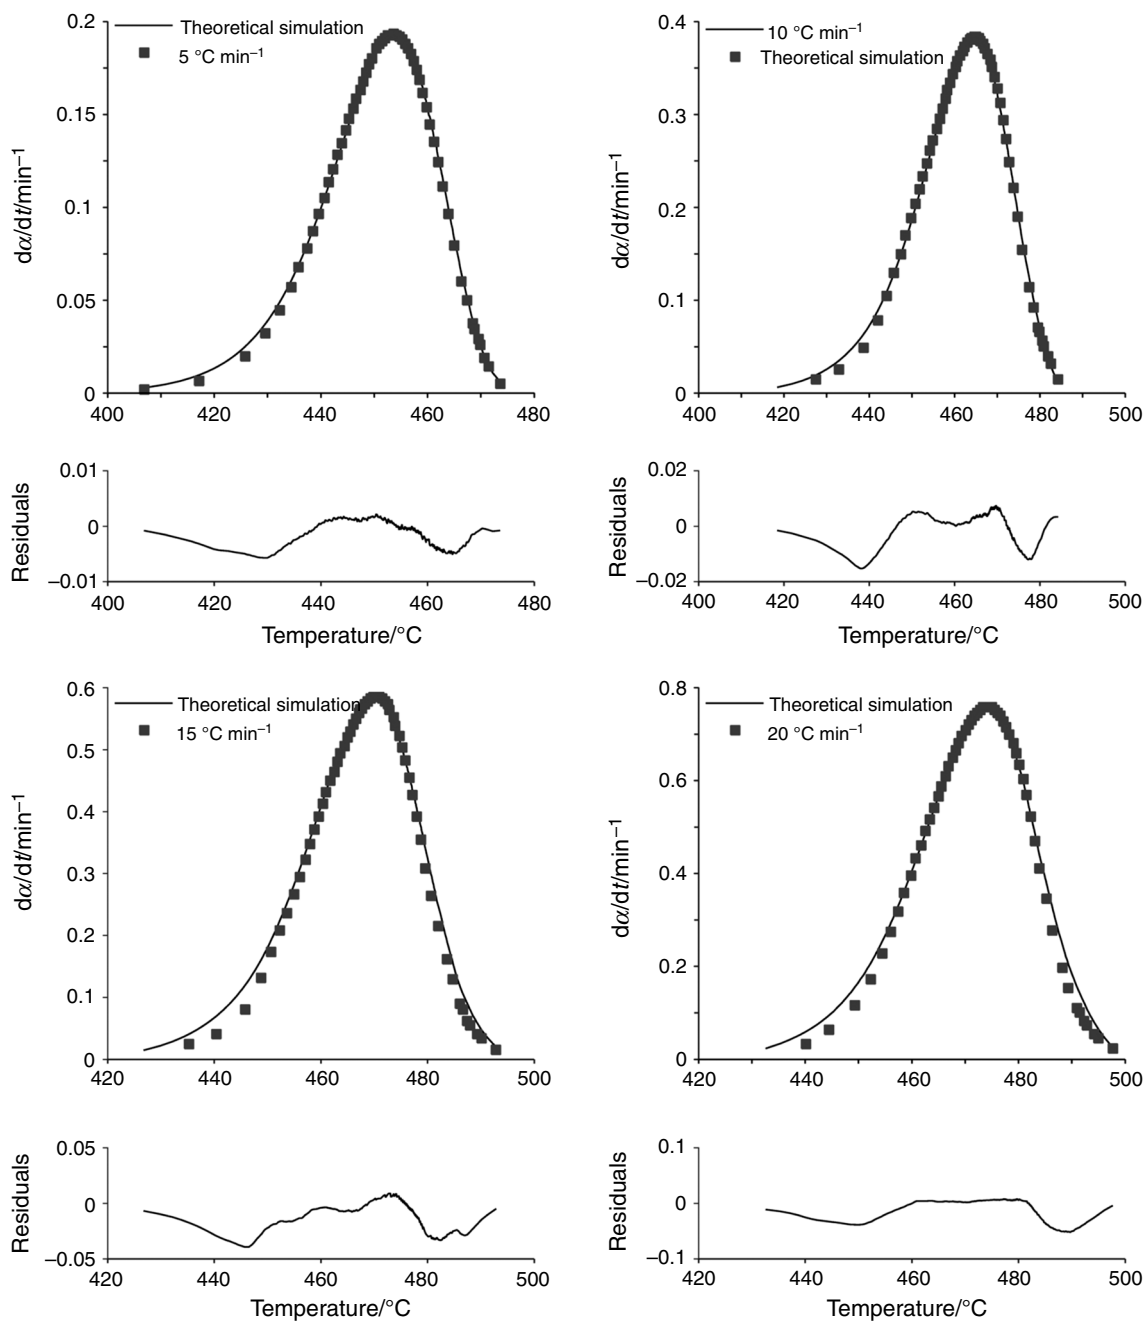 0.2
Theoretical simulation
5 °C min⁻¹
0.15
0.1
0.05
0
dα/dt/min⁻¹
400 420 440 460 480
0.01
0
−0.01
Residuals
400 420 440 460 480
Temperature/°C
0.4
10 °C min⁻¹
Theoretical simulation
0.3
0.2
0.1
0
dα/dt/min⁻¹
400 420 440 460 480 500
0.02
0
−0.02
Residuals
400 420 440 460 480 500
Temperature/°C
0.6
Theoretical simulation
15 °C min⁻¹
0.5
0.4
0.3
0.2
0.1
0
dα/dt/min⁻¹
420 440 460 480 500
0.05
0
−0.05
Residuals
420 440 460 480 500
Temperature/°C
0.8
Theoretical simulation
20 °C min⁻¹
0.6
0.4
0.2
0
dα/dt/min⁻¹
420 440 460 480 500
0.1
0
−0.1
Residuals
420 440 460 480 500
Temperature/°C